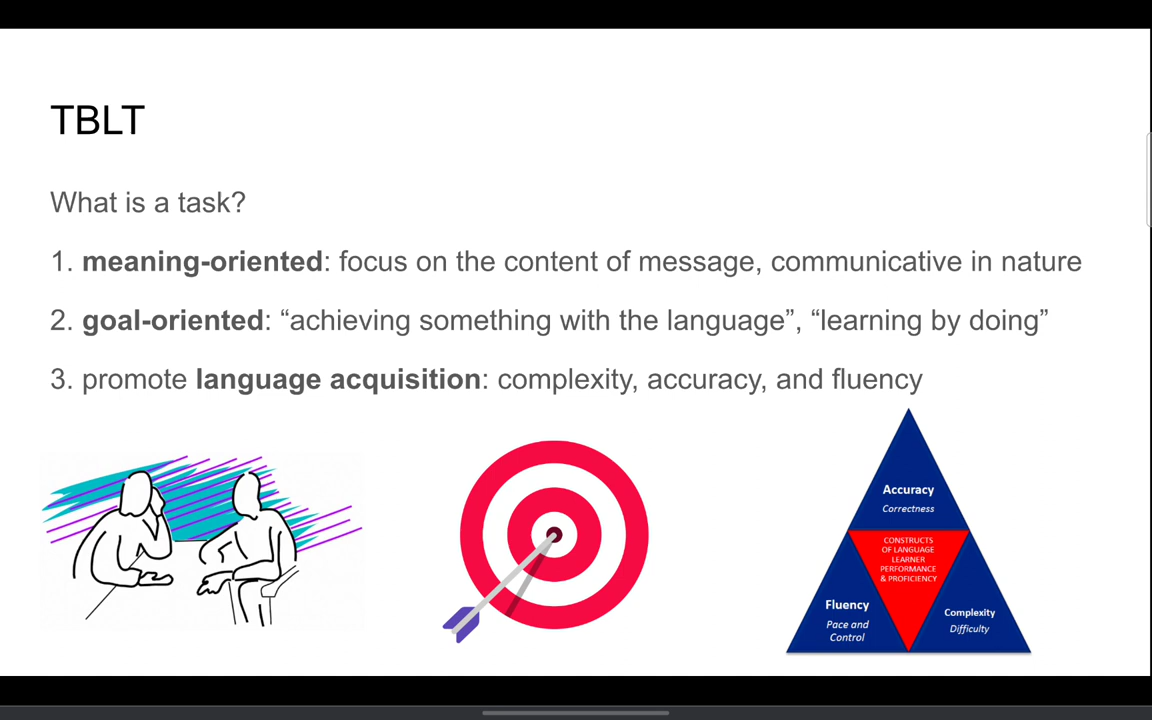 TBLT
What is a task?
1. meaning-oriented: focus on the content of message, communicative in nature
2. goal-oriented: “achieving something with the language”, “learning by doing”
3. promote language acquisition: complexity, accuracy, and fluency
Accuracy
Correctness
CONSTRUCTS
OF LANGUAGE
LEARNER
PERFORMANCE
& PROFICIENCY
Fluency
Pace and
Control
Complexity
Difficulty